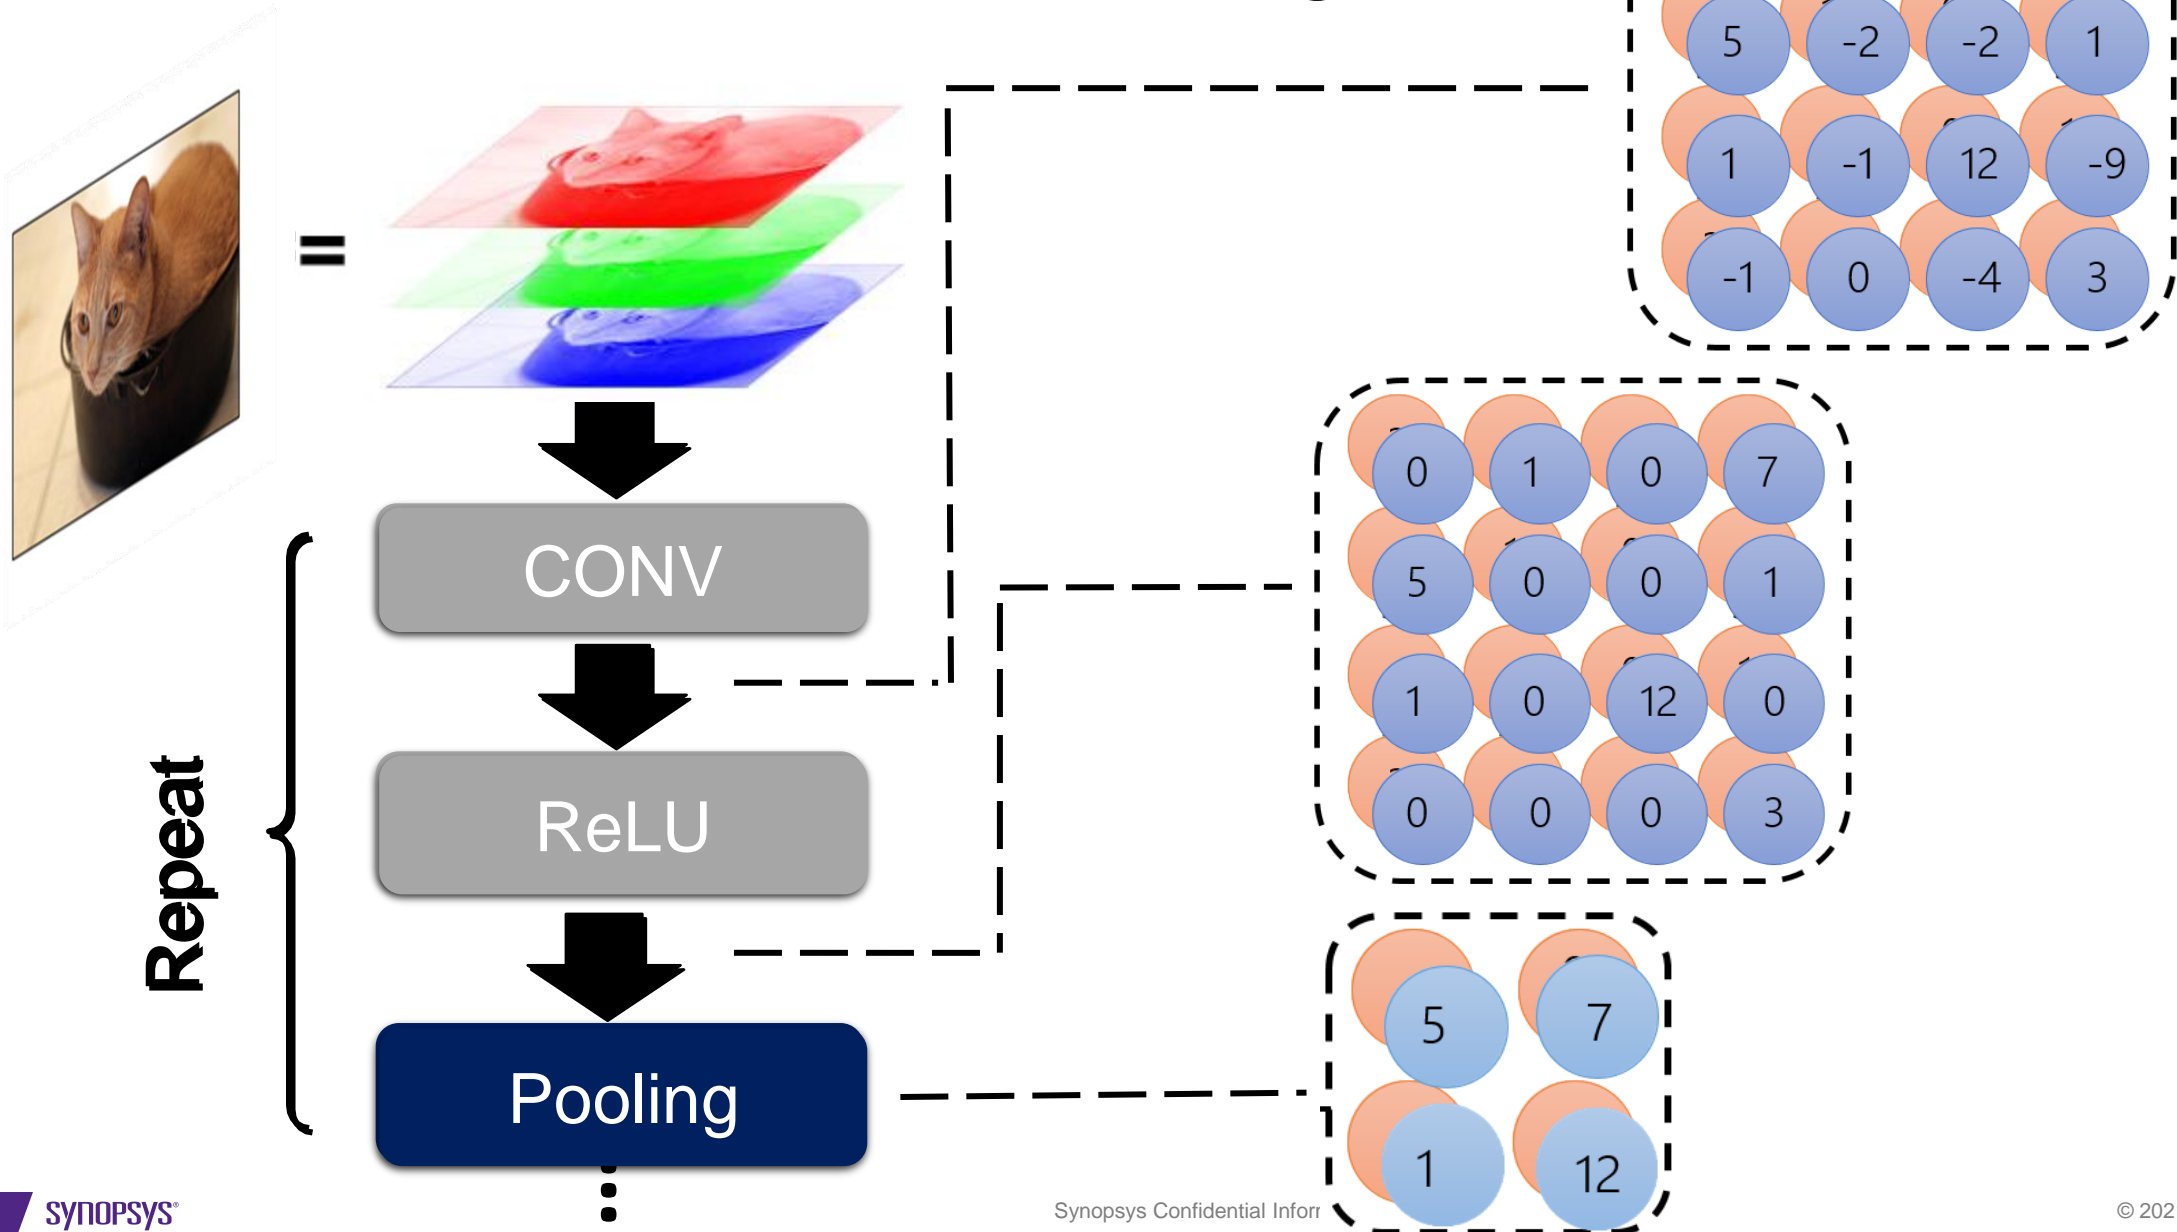 5 -2 -2 1
1 -1 12 -9
-1 0 -4 3
0 1 0 7
5 0 0 1
1 0 12 0
0 0 0 3
CONV
ReLU
Repeat
Pooling
5 7
1 12
SYNOPSYS®
Synopsys Confidential
© 202